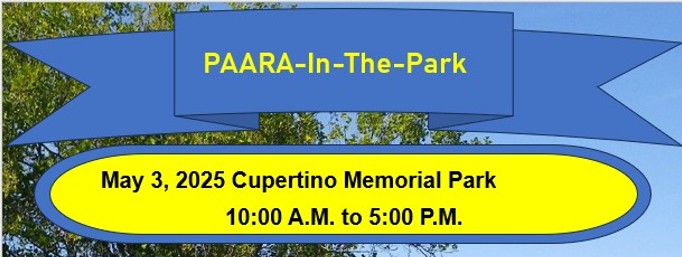 PAARA-In-The-Park
May 3, 2025 Cupertino Memorial Park
10:00 A.M. to 5:00 P.M.